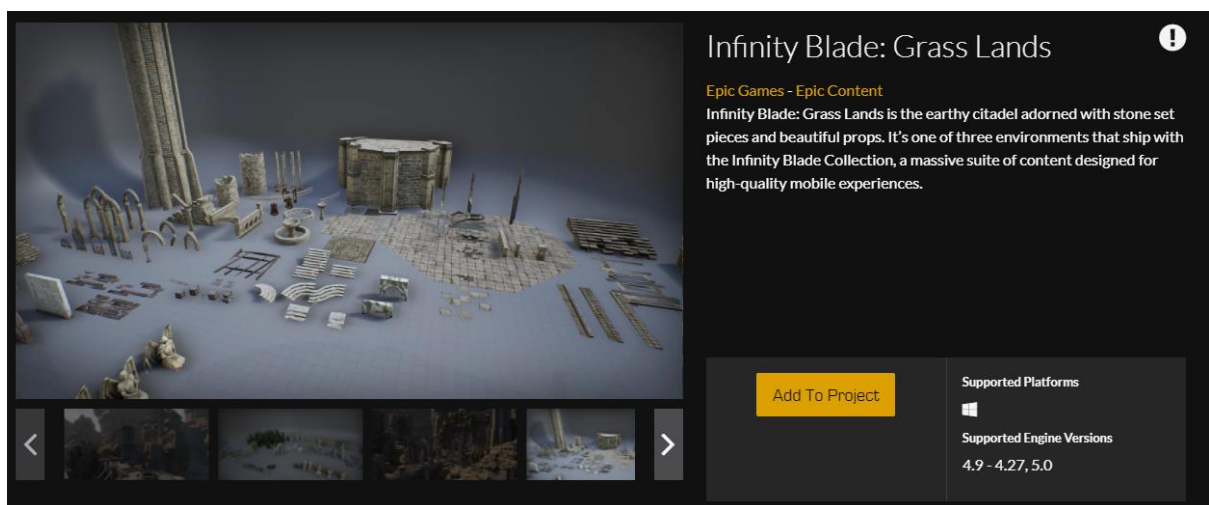 Infinity Blade: Grass Lands
Epic Games - Epic Content
Infinity Blade: Grass Lands is the earthy citadel adorned with stone set
pieces and beautiful props. It's one of three environments that ship with
the Infinity Blade Collection, a massive suite of content designed for
high-quality mobile experiences.
Add To Project
Supported Platforms
Supported Engine Versions
4.9 - 4.27, 5.0